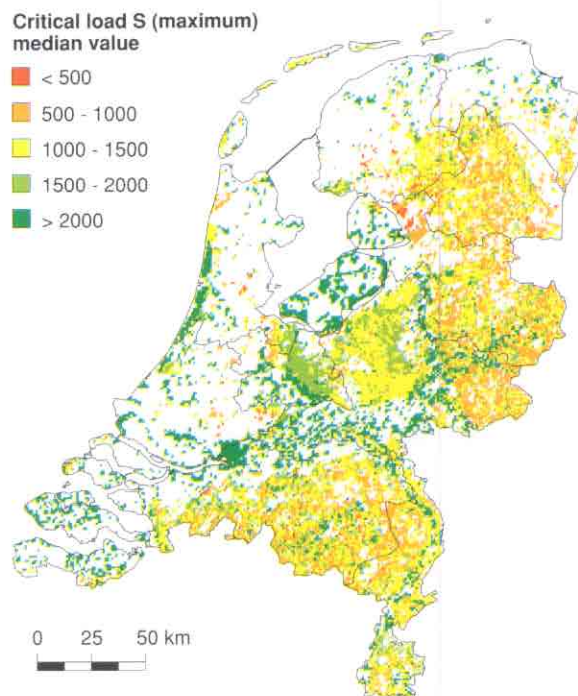 Critical load S (maximum)
median value
< 500
500 - 1000
1000 - 1500
1500 - 2000
> 2000
0 25 50 km